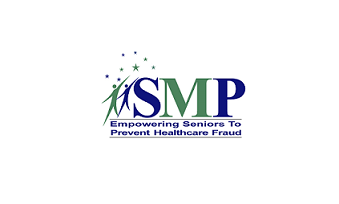 SMP
Empowering Seniors To
Prevent Healthcare Fraud